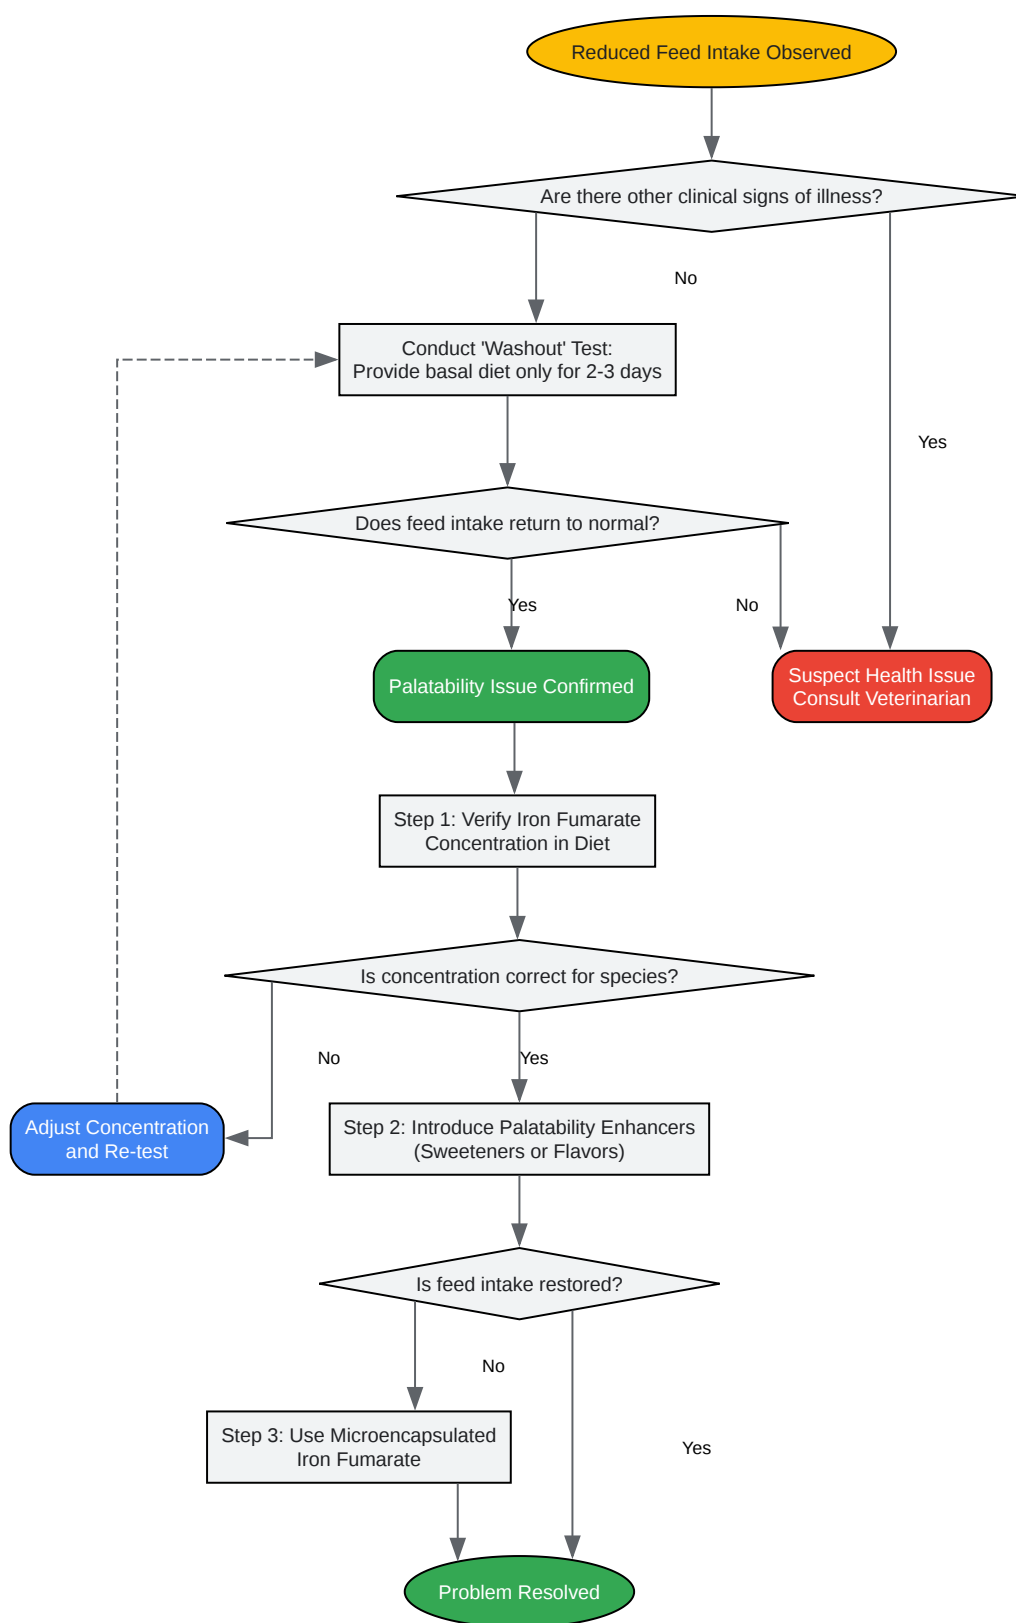 Reduced Feed Intake Observed
Are there other clinical signs of illness?
No
Conduct 'Washout' Test:
Provide basal diet only for 2-3 days
Yes
Does feed intake return to normal?
Yes
No
Palatability Issue Confirmed
Suspect Health Issue
Consult Veterinarian
Step 1: Verify Iron Fumarate
Concentration in Diet
Is concentration correct for species?
No
Yes
Adjust Concentration
and Re-test
Step 2: Introduce Palatability Enhancers
(Sweeteners or Flavors)
Is feed intake restored?
No
Step 3: Use Microencapsulated
Iron Fumarate
Yes
Problem Resolved